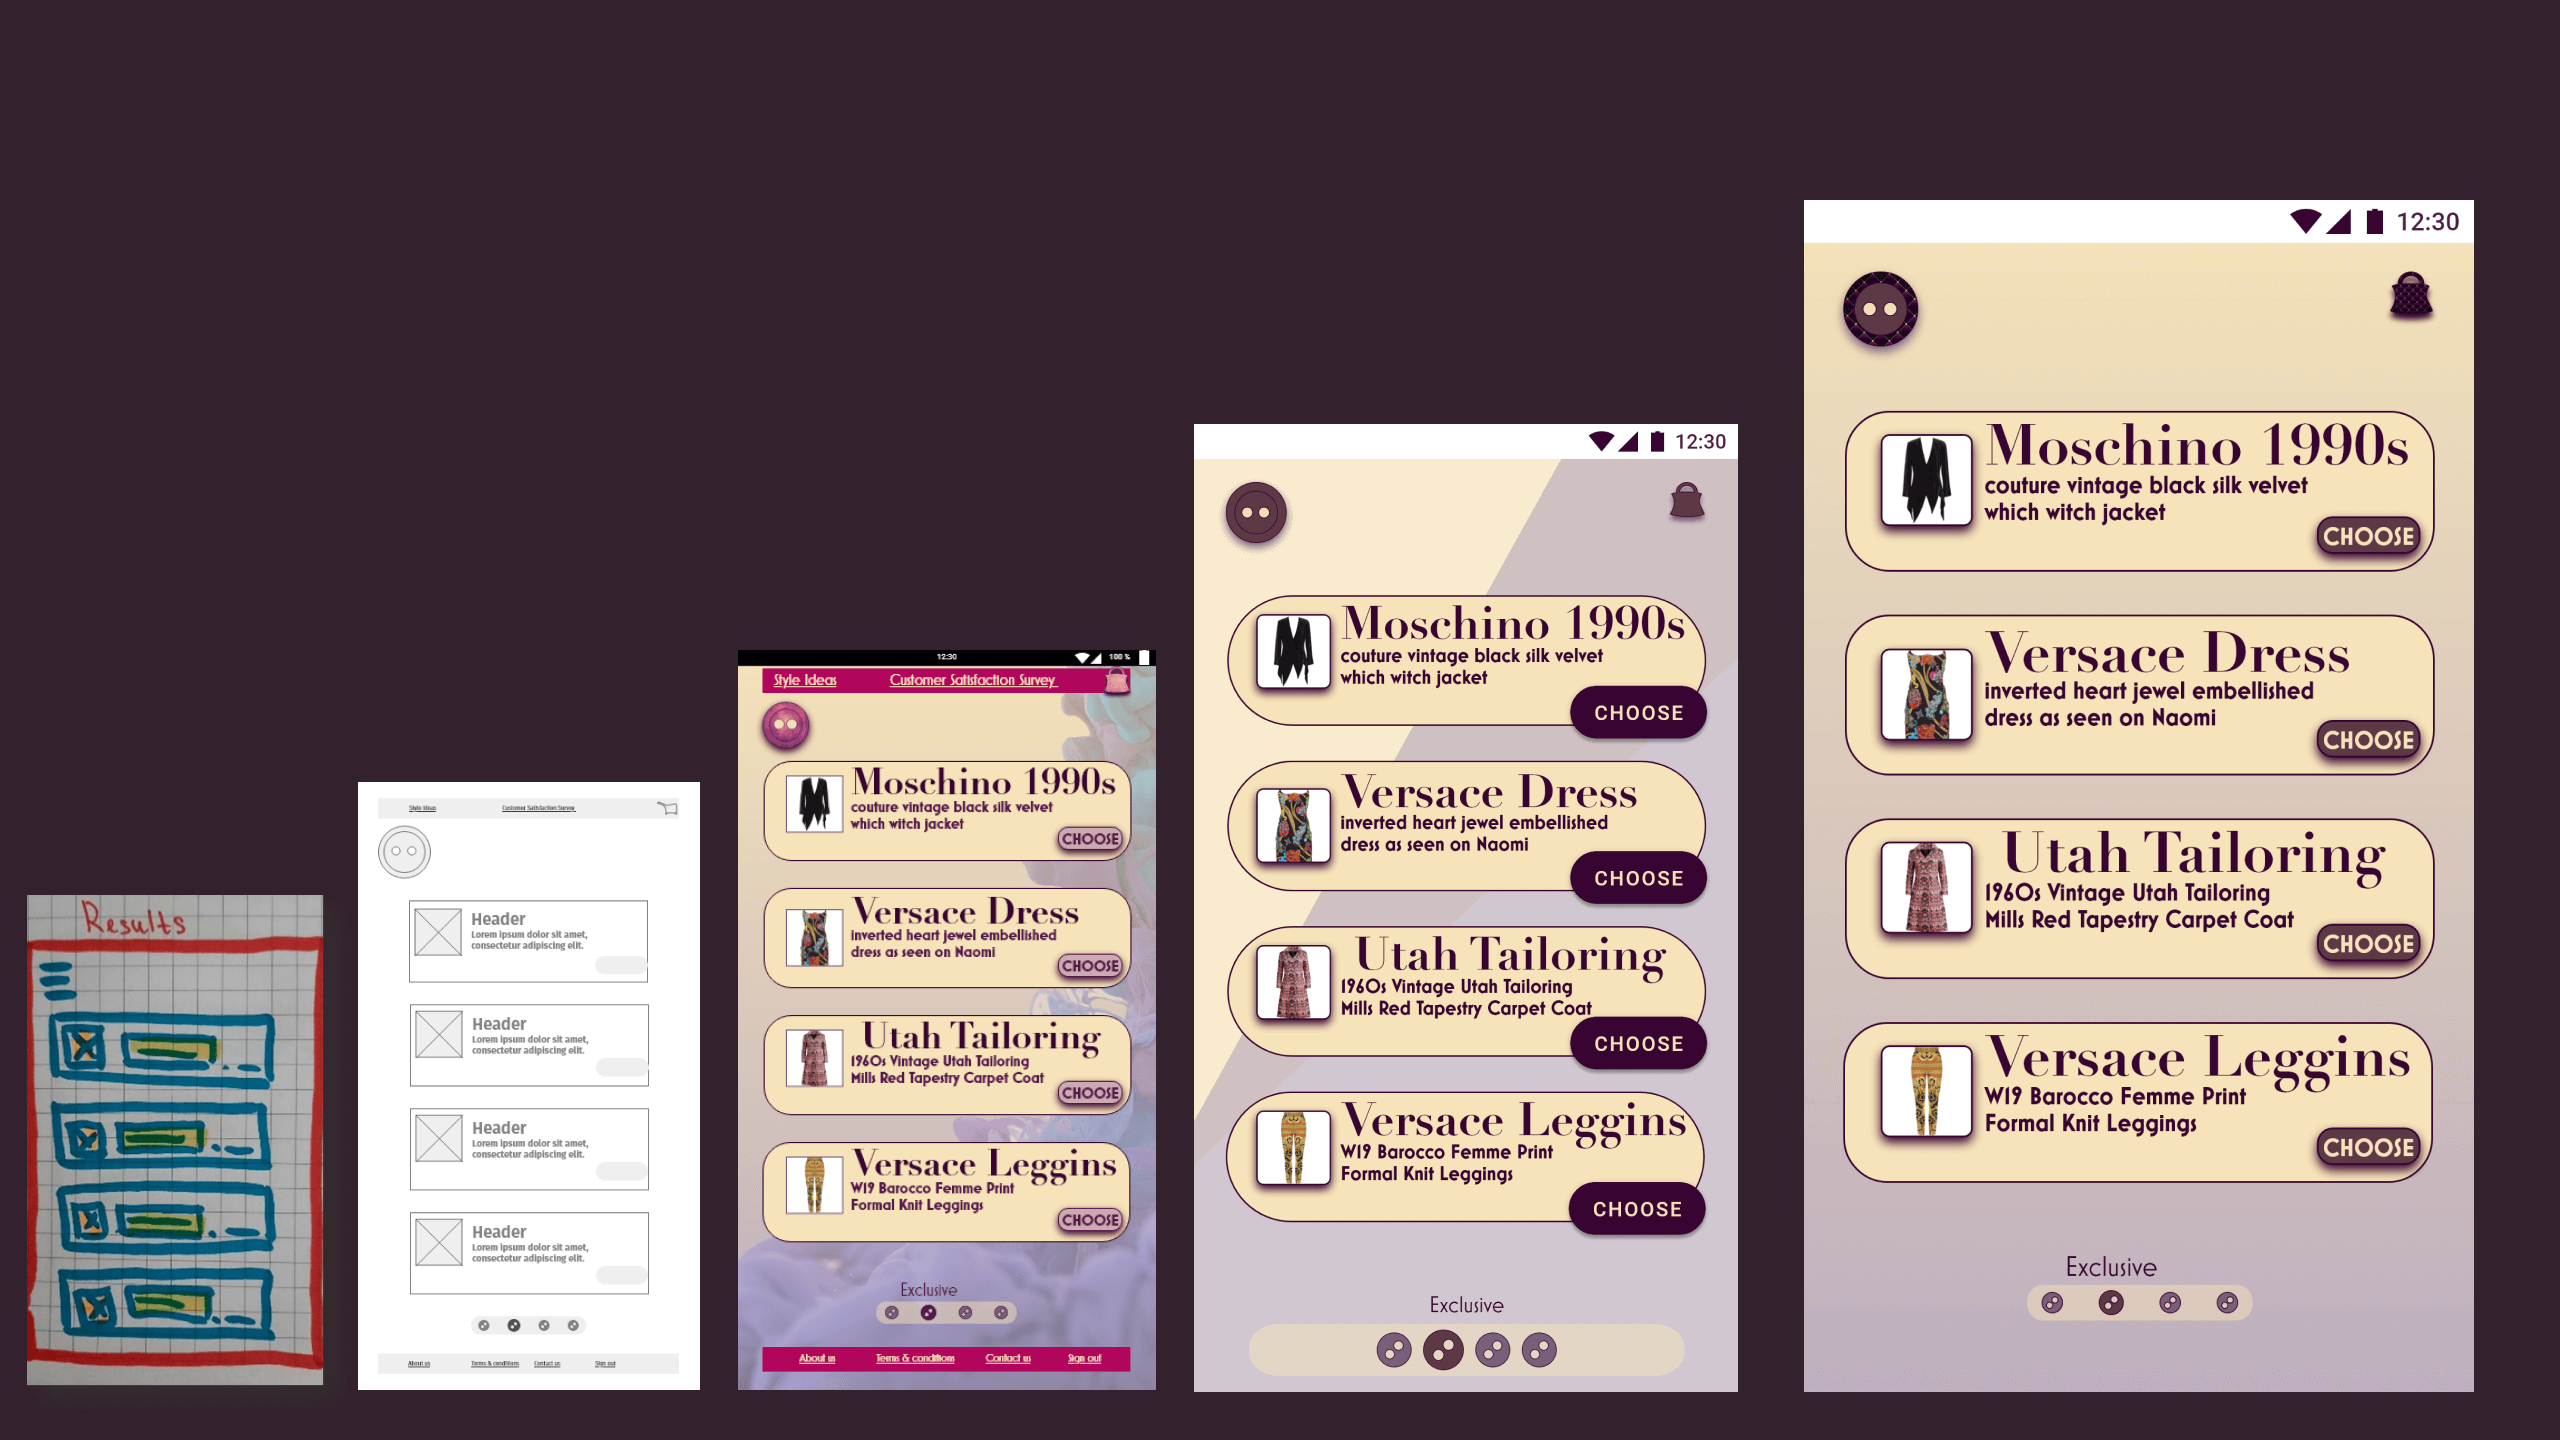 Results
Style Ideas
Customer Satisfaction Survey
Header
Lorem ipsum dolor sit amet,
consectetur adipiscing elit.
Header
Lorem ipsum dolor sit amet,
consectetur adipiscing elit.
Header
Lorem ipsum dolor sit amet,
consectetur adipiscing elit.
Header
Lorem ipsum dolor sit amet,
consectetur adipiscing elit.
About us
Terms & conditions
Contact us
Sign out
12:30
100 %
Style Ideas
Customer Satisfaction Survey
Moschino 1990s
couture vintage black silk velvet
which witch jacket
CHOOSE
Versace Dress
inverted heart jewel embellished
dress as seen on Naomi
CHOOSE
Utah Tailoring
1960s Vintage Utah Tailoring
Mills Red Tapestry Carpet Coat
CHOOSE
Versace Leggins
W19 Barocco Femme Print
Formal Knit Leggings
CHOOSE
Exclusive
About us
Terms & conditions
Contact us
Sign out
12:30
Moschino 1990s
couture vintage black silk velvet
which witch jacket
CHOOSE
Versace Dress
inverted heart jewel embellished
dress as seen on Naomi
CHOOSE
Utah Tailoring
1960s Vintage Utah Tailoring
Mills Red Tapestry Carpet Coat
CHOOSE
Versace Leggins
W19 Barocco Femme Print
Formal Knit Leggings
CHOOSE
Exclusive
12:30
Moschino 1990s
couture vintage black silk velvet
which witch jacket
CHOOSE
Versace Dress
inverted heart jewel embellished
dress as seen on Naomi
CHOOSE
Utah Tailoring
1960s Vintage Utah Tailoring
Mills Red Tapestry Carpet Coat
CHOOSE
Versace Leggins
W19 Barocco Femme Print
Formal Knit Leggings
CHOOSE
Exclusive